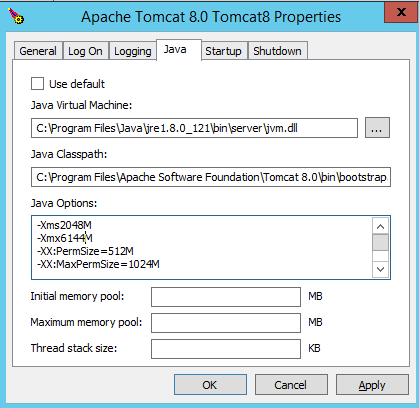 Apache Tomcat 8.0 Tomcat8 Properties
x
General Log On Logging Java Startup Shutdown
Use default
Java Virtual Machine:
C:\Program Files\Java\jre1.8.0_121\bin\server\jvm.dll ...
Java Classpath:
C:\Program Files\Apache Software Foundation\Tomcat 8.0\bin\bootstrap
Java Options:
-Xms2048M
-Xmx6144M
-XX:PermSize=512M
-XX:MaxPermSize=1024M
Initial memory pool: MB
Maximum memory pool: MB
Thread stack size: KB
OK Cancel Apply